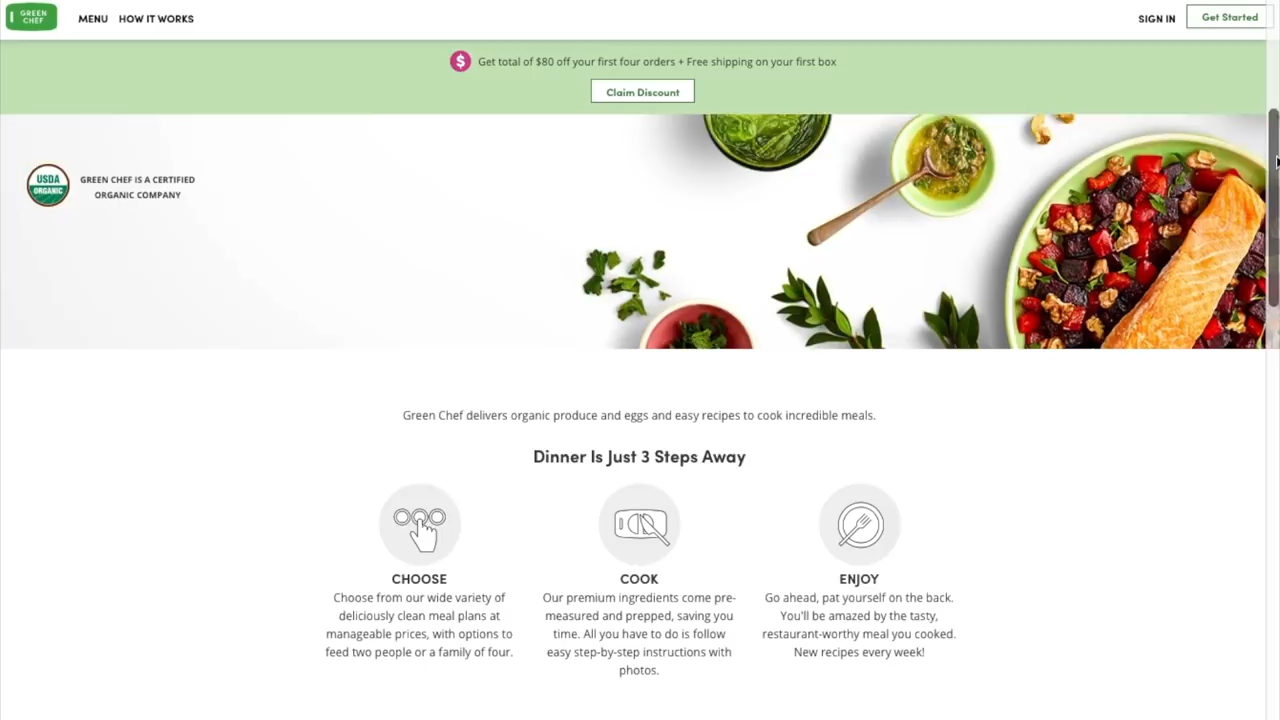 GREEN
CHEF
MENU
HOW IT WORKS
SIGN IN
Get Started
$
Get total of $80 off your first four orders + Free shipping on your first box
Claim Discount
USDA
ORGANIC
GREEN CHEF IS A CERTIFIED
ORGANIC COMPANY
Green Chef delivers organic produce and eggs and easy recipes to cook incredible meals.
Dinner Is Just 3 Steps Away
CHOOSE
Choose from our wide variety of
deliciously clean meal plans at
manageable prices, with options to
feed two people or a family of four.
COOK
Our premium ingredients come pre-
measured and prepped, saving you
time. All you have to do is follow
easy step-by-step instructions with
photos.
ENJOY
Go ahead, pat yourself on the back.
You'll be amazed by the tasty,
restaurant-worthy meal you cooked.
New recipes every week!